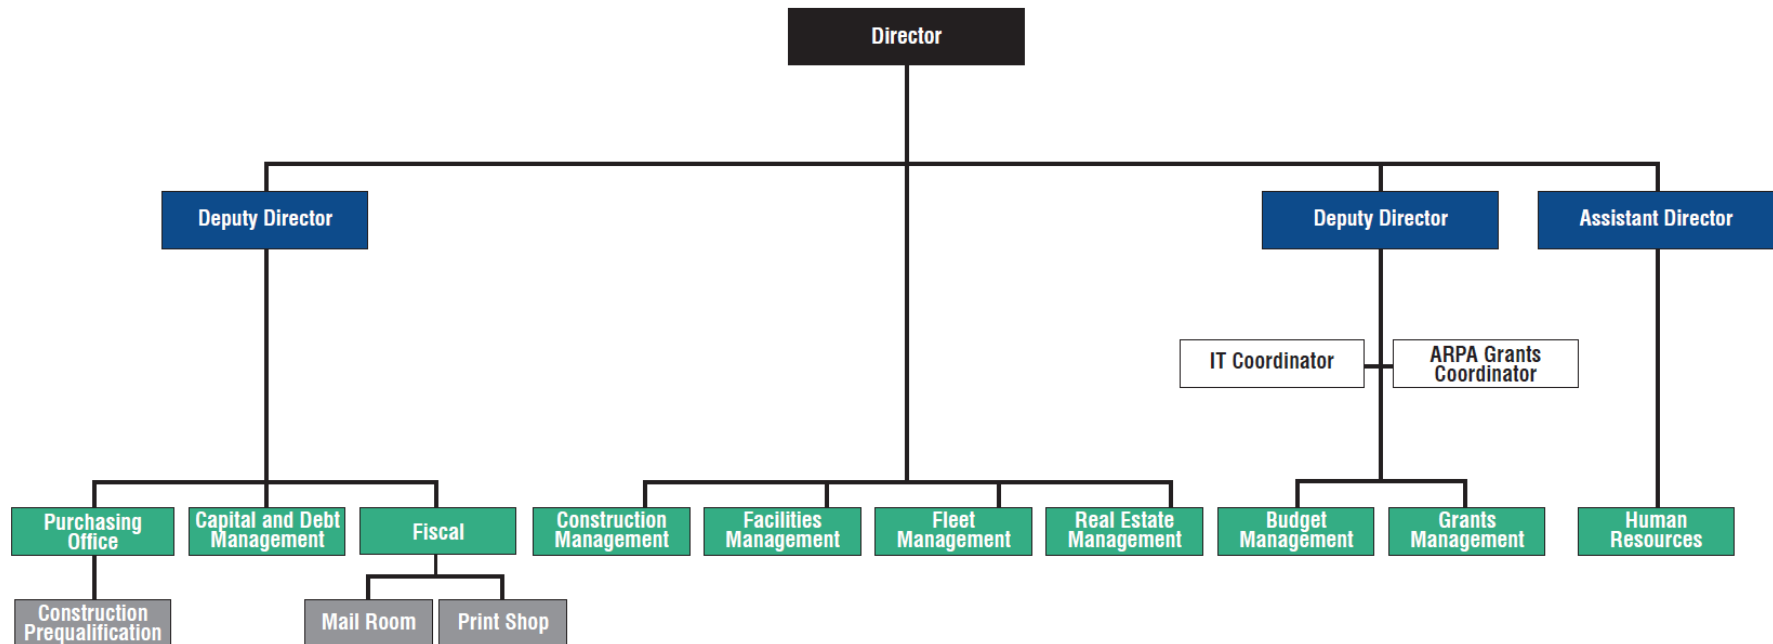 Director
Deputy Director
Deputy Director
Assistant Director
IT Coordinator
ARPA Grants
Coordinator
Purchasing
Office
Capital and Debt
Management
Fiscal
Construction
Management
Facilities
Management
Fleet
Management
Real Estate
Management
Budget
Management
Grants
Management
Human
Resources
Construction
Prequalification
Mail Room
Print Shop